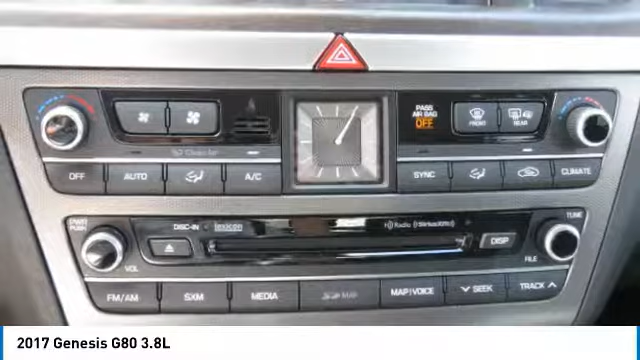 PASS
AIR BAG
OFF
FRONT
REAR
OFF
AUTO
A/C
SYNC
CLIMATE
PWR
PUSH
DISC-IN
lexicon
HD Radio
(SiriusXM)
TUNE
DISP
VOL
FILE
FM/AM
SXM
MEDIA
MAP/VOICE
SEEK
TRACK
2017 Genesis G80 3.8L